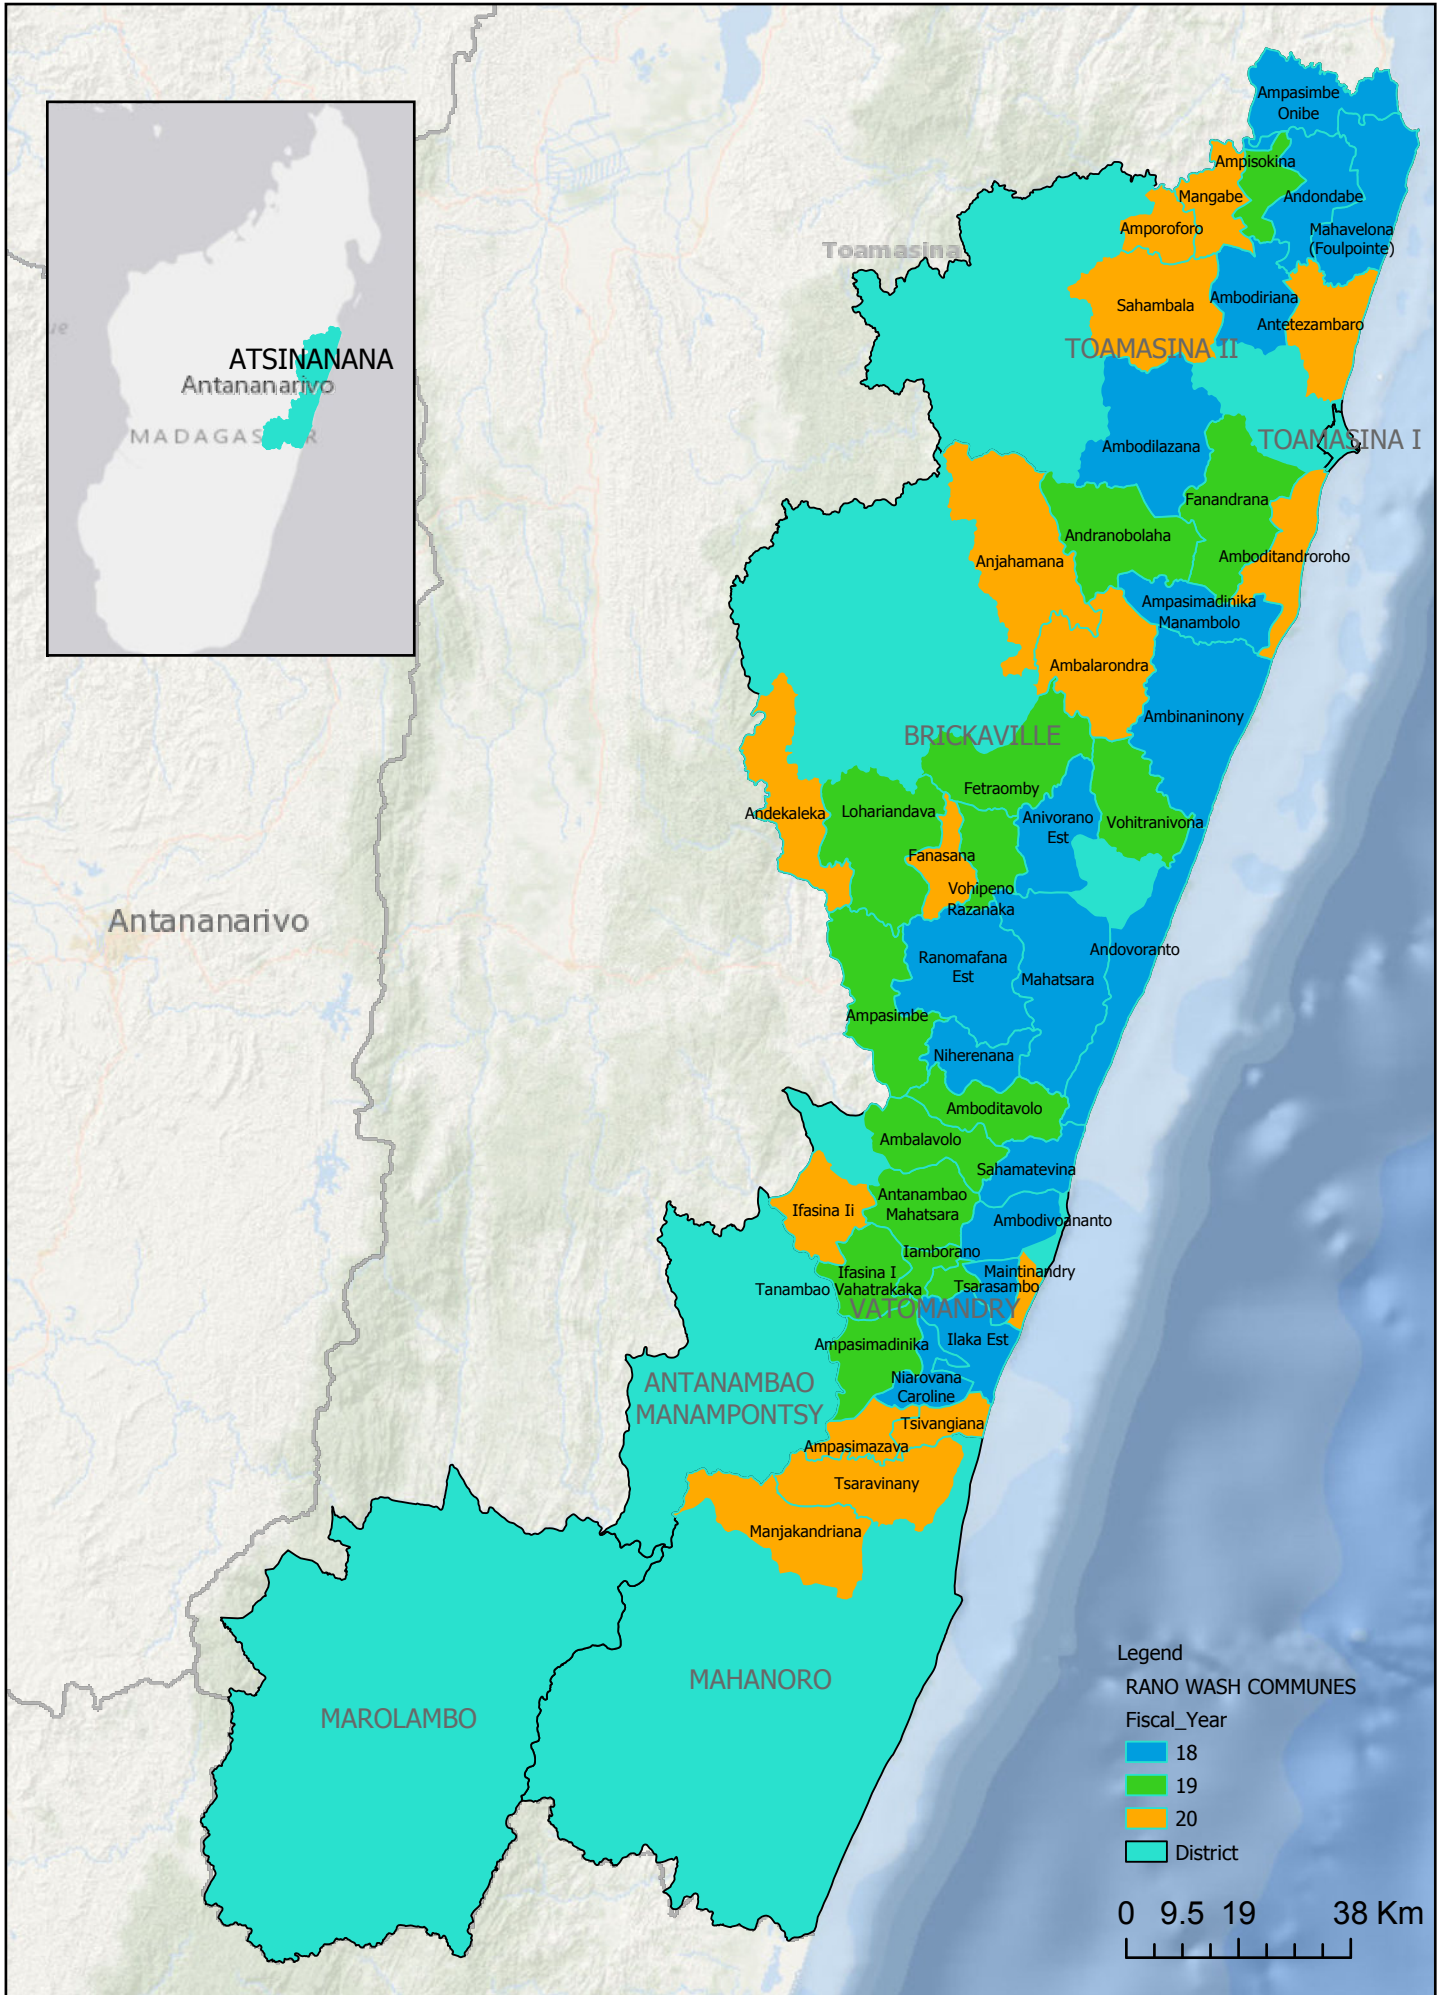 Ampasimbe
Onibe
Ampisokina
Mangabe
Andondabe
Amporoforo
Mahavelona
(Foulpointe)
Toamasina
Sahambala
Ambodiriana
Antetezambaro
TOAMASINA II
ATSINANANA
Antananarivo
MADAGAS R
TOAMASINA I
Ambodilazana
Fanandrana
Andranobolaha
Anjahamana
Amboditandroroho
Ampasimadinika
Manambolo
Ambalarondra
Ambinaninony
BRICKAVILLE
Fetraomby
Andekaleka
Lohariandava
Anivorano
Est
Vohitranivona
Fanasana
Vohipeno
Razanaka
Antananarivo
Ranomafana
Est
Mahatsara
Andovoranto
Ampasimbe
Niherenana
Amboditavolo
Ambalavolo
Sahamatevina
Antanambao
Mahatsara
Ifasina Ii
Ambodivoananto
Iamborano
Ifasina I
Maintinandry
Tanambao Vahatrakaka
Tsarasambo
VATOMANDRY
Ampasimadinika
Ilaka Est
ANTANAMBAO
MANAMPONTSY
Niarovana
Caroline
Tsivangiana
Ampasimazava
Tsaravinany
Manjakandriana
MAHANORO
MAROLAMBO
Legend
RANO WASH COMMUNES
Fiscal_Year
18
19
20
District
0 9.5 19 38 Km